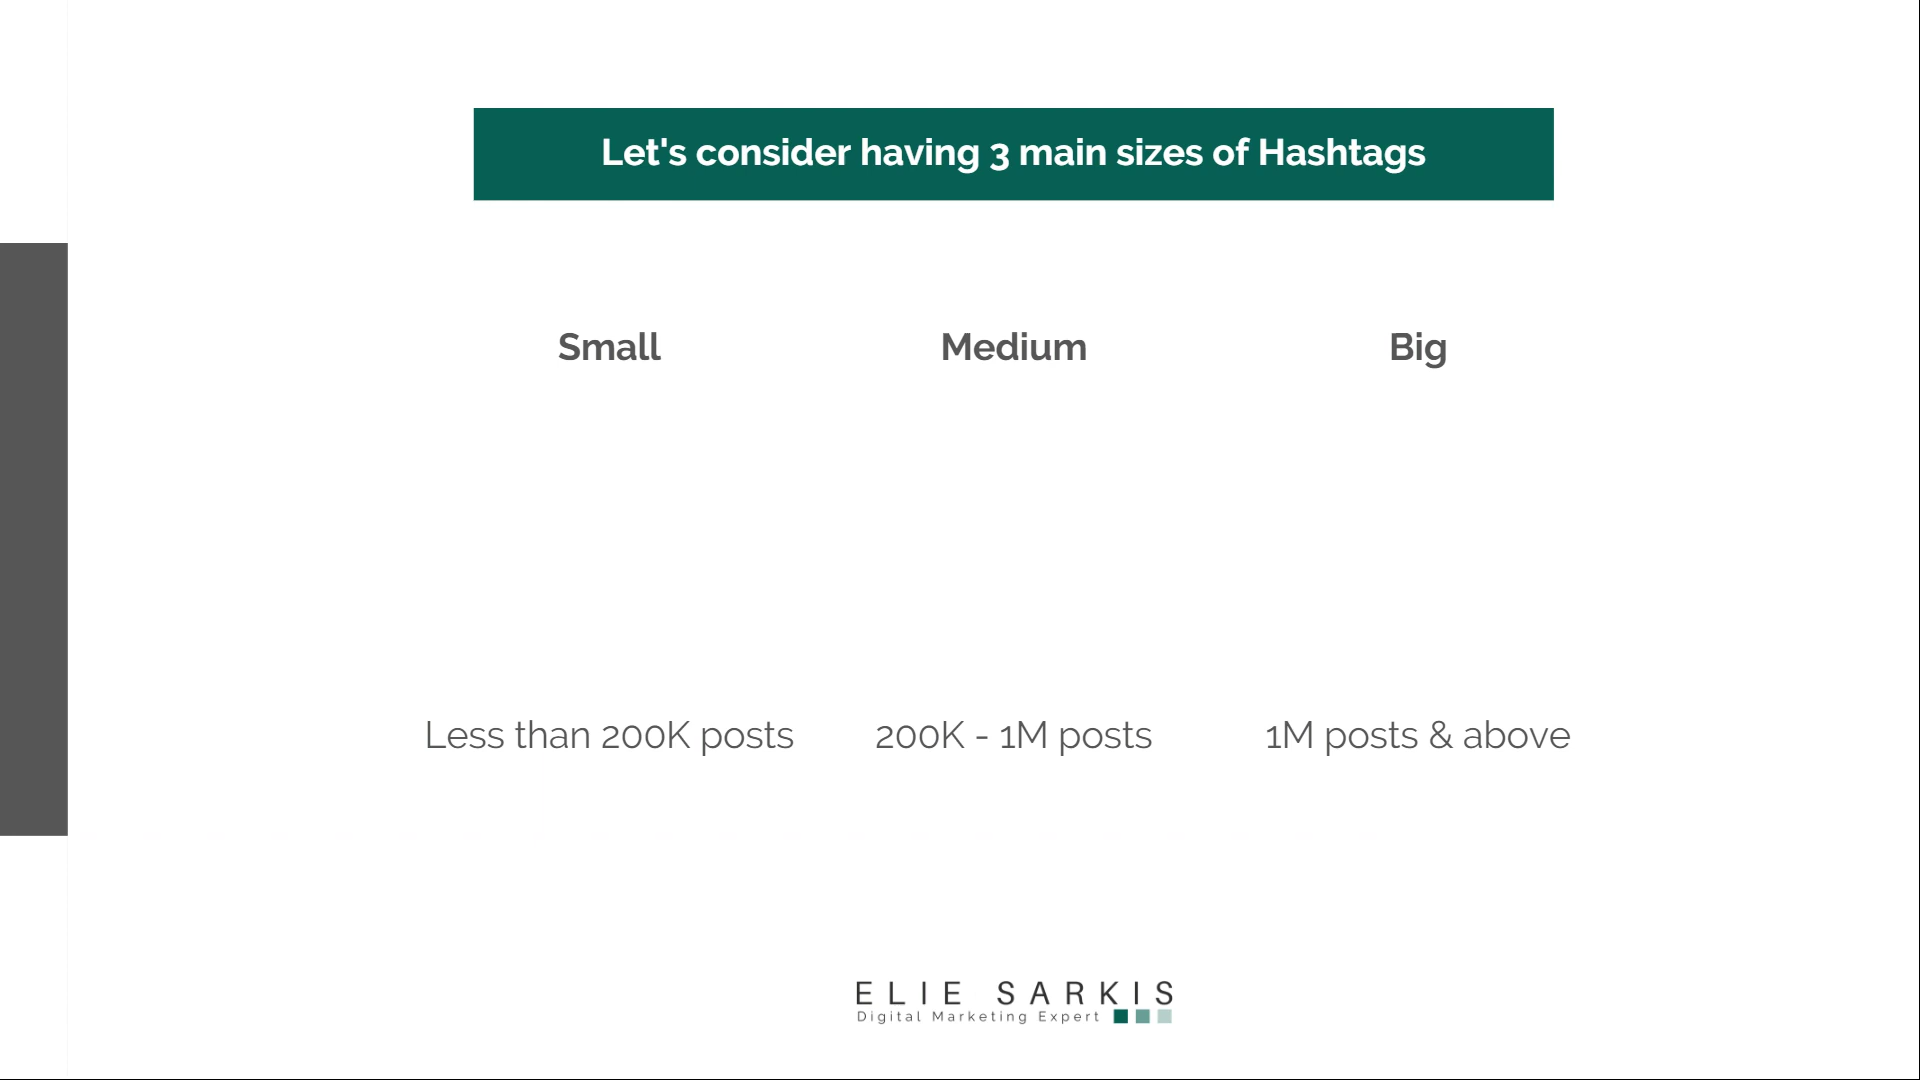 Let's consider having 3 main sizes of Hashtags
Small
Medium
Big
Less than 200K posts
200K - 1M posts
1M posts & above
ELIE SARKIS
Digital Marketing Expert